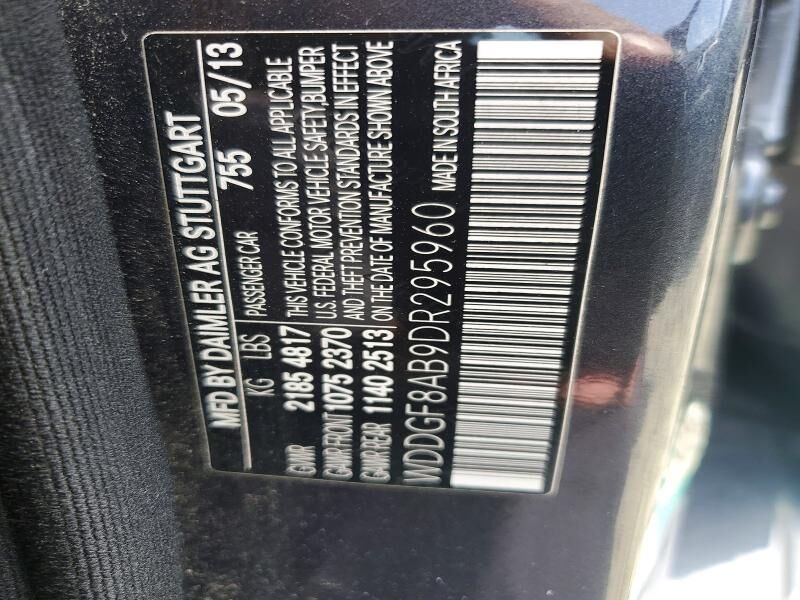 MFD BY DAIMLER AG STUTTGART
KG LBS PASSENGER CAR 755 05/13
GVWR 2185 4817 THIS VEHICLE CONFORMS TO ALL APPLICABLE
GAWR FRONT 1075 2370 U.S. FEDERAL MOTOR VEHICLE SAFETY, BUMPER
AND THEFT PREVENTION STANDARDS IN EFFECT
GAWR REAR 1140 2513 ON THE DATE OF MANUFACTURE SHOWN ABOVE
WDDGF8AB9DR295960 MADE IN SOUTH AFRICA